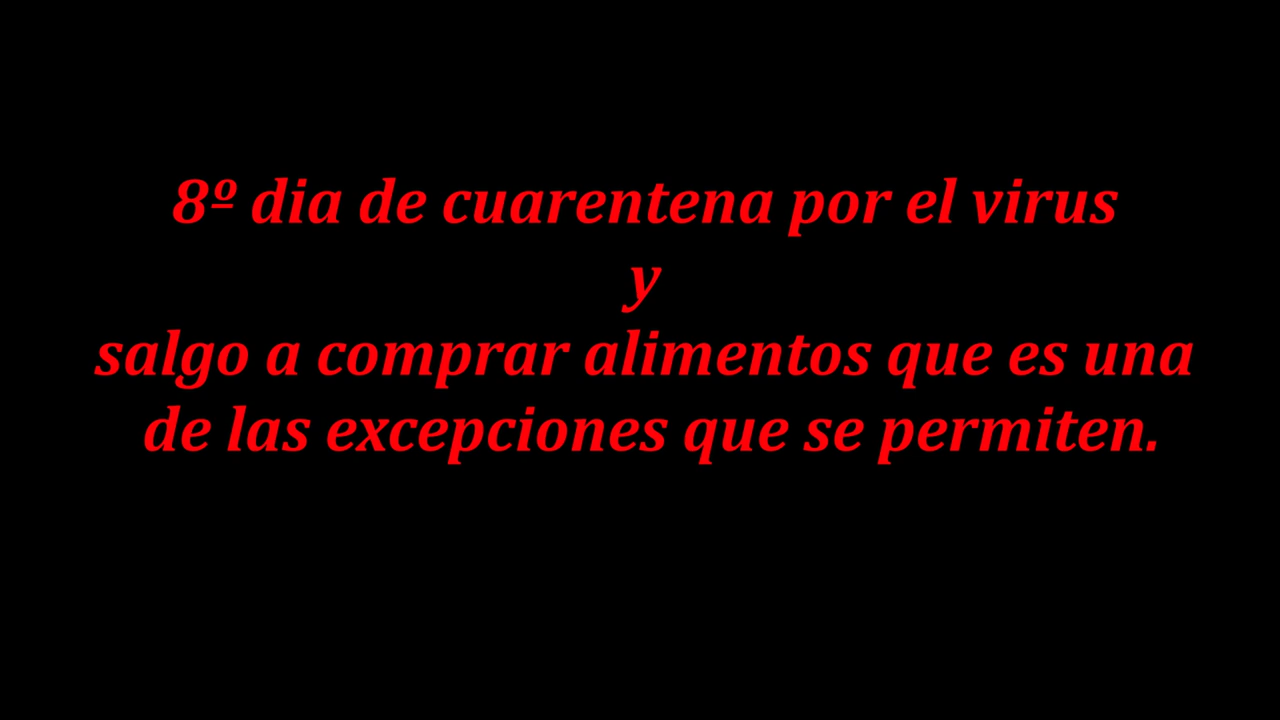 8º dia de cuarentena por el virus
y
salgo a comprar alimentos que es una
de las excepciones que se permiten.